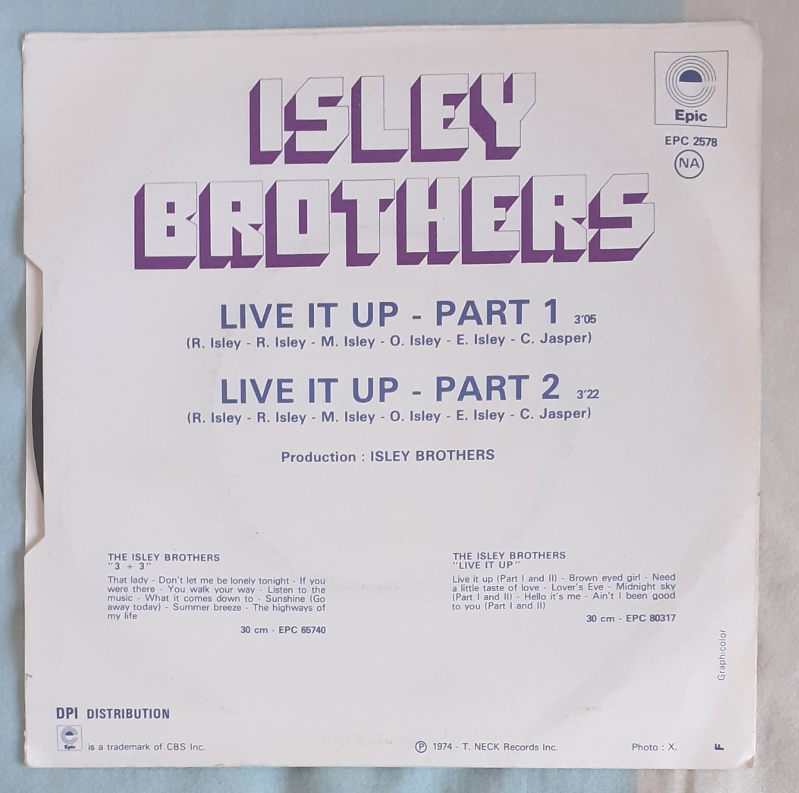 ISLEY
BROTHERS
Epic
EPC 2578
NA
LIVE IT UP - PART 1 3'05
(R. Isley - R. Isley - M. Isley - O. Isley - E. Isley - C. Jasper)
LIVE IT UP - PART 2 3'22
(R. Isley - R. Isley - M. Isley - O. Isley - E. Isley - C. Jasper)
Production : ISLEY BROTHERS
THE ISLEY BROTHERS
"3 + 3"
That lady - Don't let me be lonely tonight - If you
were there - You walk your way - Listen to the
music - What it comes down to - Sunshine (Go
away today) - Summer breeze - The highways of
my life
30 cm - EPC 65740
THE ISLEY BROTHERS
"LIVE IT UP"
Live it up (Part I and II) - Brown eyed girl - Need
a little taste of love - Lover's Eve - Midnight sky
(Part I and II) - Hello it's me - Ain't I been good
to you (Part I and II)
30 cm - EPC 80317
Graphicolor
DPI DISTRIBUTION
Epic is a trademark of CBS Inc.
Ⓟ 1974 - T. NECK Records Inc.
Photo : X.
F